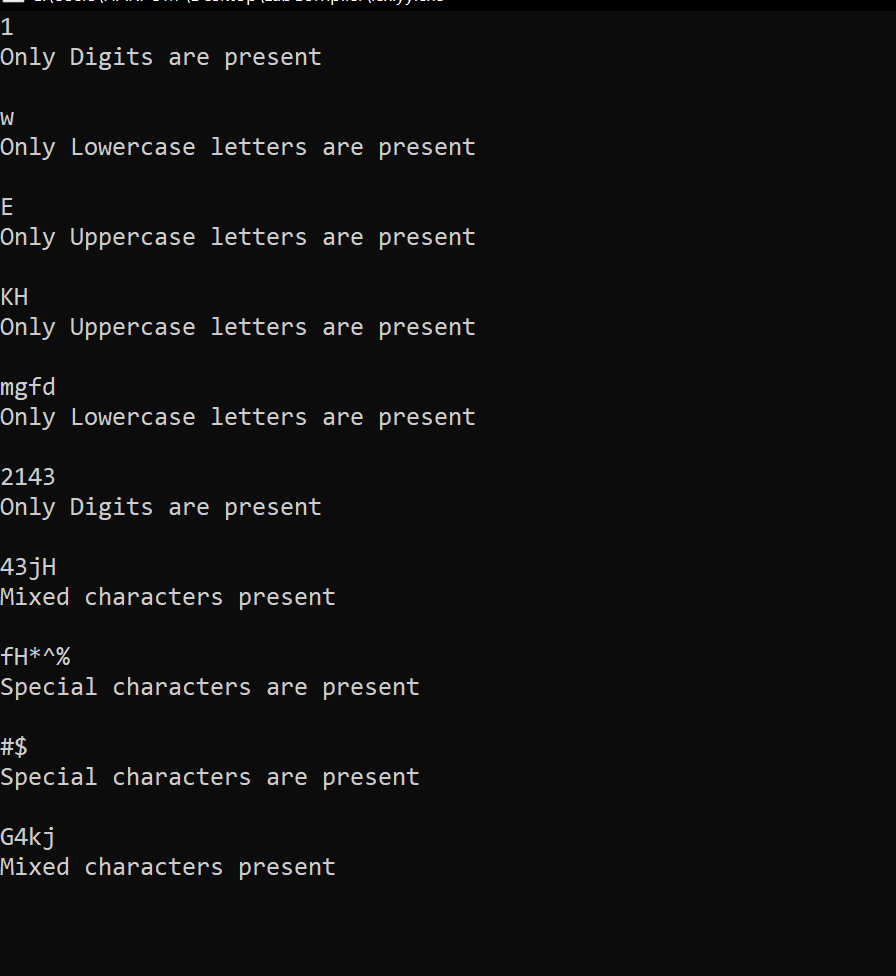 1
Only Digits are present
w
Only Lowercase letters are present
E
Only Uppercase letters are present
KH
Only Uppercase letters are present
mgfd
Only Lowercase letters are present
2143
Only Digits are present
43jH
Mixed characters present
fH*^%
Special characters are present
#$
Special characters are present
G4kj
Mixed characters present